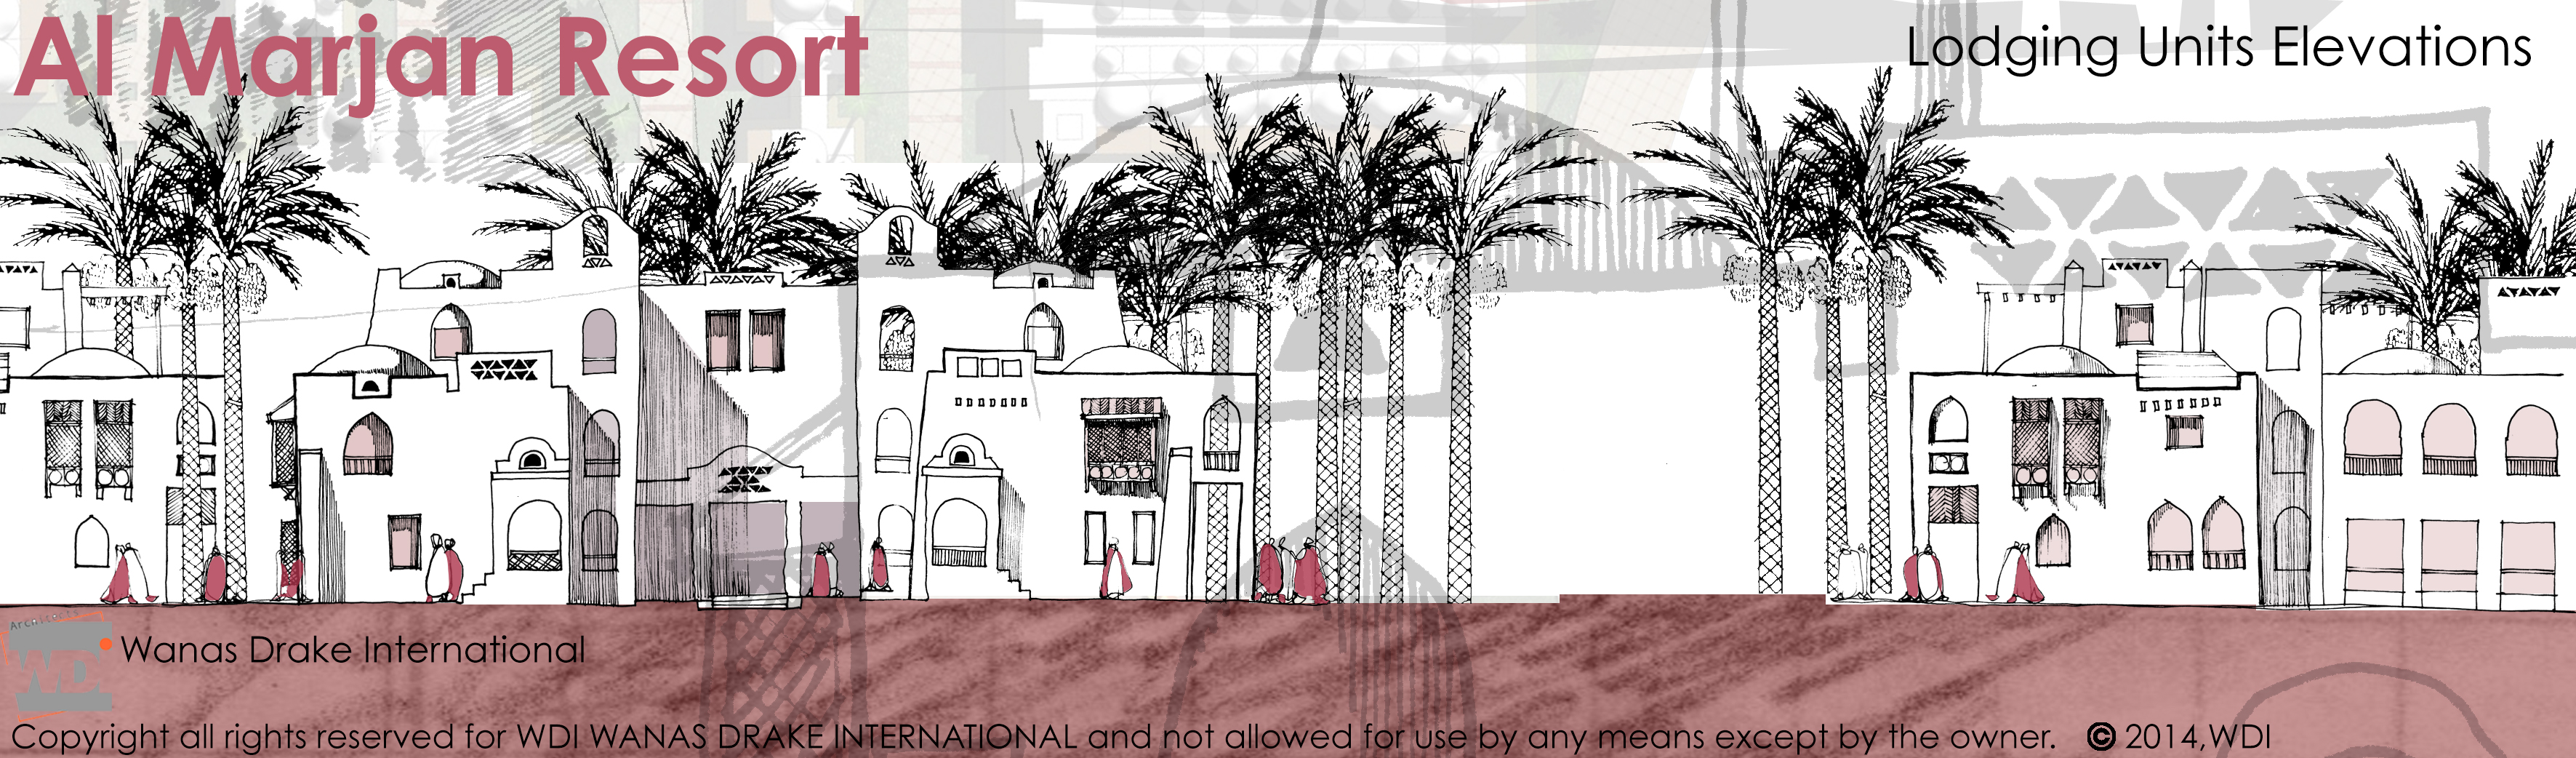 Al Marjan Resort
Lodging Units Elevations
Architects
WDI
Wanas Drake International
Copyright all rights reserved for WDI WANAS DRAKE INTERNATIONAL and not allowed for use by any means except by the owner. © 2014,WDI